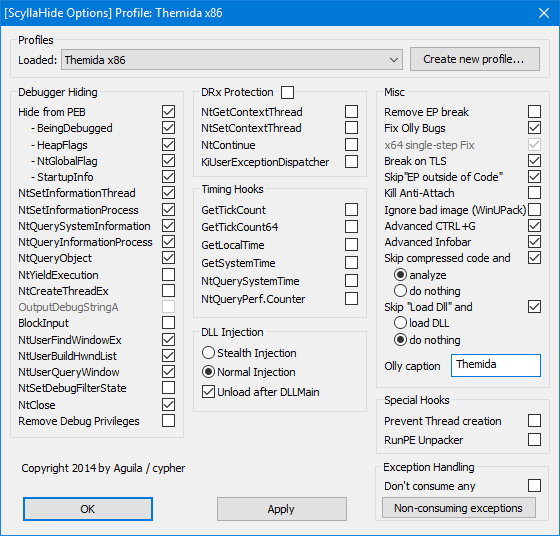 [ScyllaHide Options] Profile: Themida x86
Profiles
Loaded: Themida x86 Create new profile...
Debugger Hiding
Hide from PEB
- BeingDebugged
- HeapFlags
- NtGlobalFlag
- StartupInfo
NtSetInformationThread
NtSetInformationProcess
NtQuerySystemInformation
NtQueryInformationProcess
NtQueryObject
NtYieldExecution
NtCreateThreadEx
OutputDebugStringA
BlockInput
NtUserFindWindowEx
NtUserBuildHwndList
NtUserQueryWindow
NtSetDebugFilterState
NtClose
Remove Debug Privileges
DRx Protection
NtGetContextThread
NtSetContextThread
NtContinue
KiUserExceptionDispatcher
Timing Hooks
GetTickCount
GetTickCount64
GetLocalTime
GetSystemTime
NtQuerySystemTime
NtQueryPerf.Counter
DLL Injection
Stealth Injection
Normal Injection
Unload after DLLMain
Misc
Remove EP break
Fix Olly Bugs
x64 single-step Fix
Break on TLS
Skip"EP outside of Code"
Kill Anti-Attach
Ignore bad image (WinUPack)
Advanced CTRL+G
Advanced Infobar
Skip compressed code and
analyze
do nothing
Skip "Load Dll" and
load DLL
do nothing
Olly caption Themida
Special Hooks
Prevent Thread creation
RunPE Unpacker
Exception Handling
Don't consume any
Non-consuming exceptions
Copyright 2014 by Aguila / cypher
OK Apply